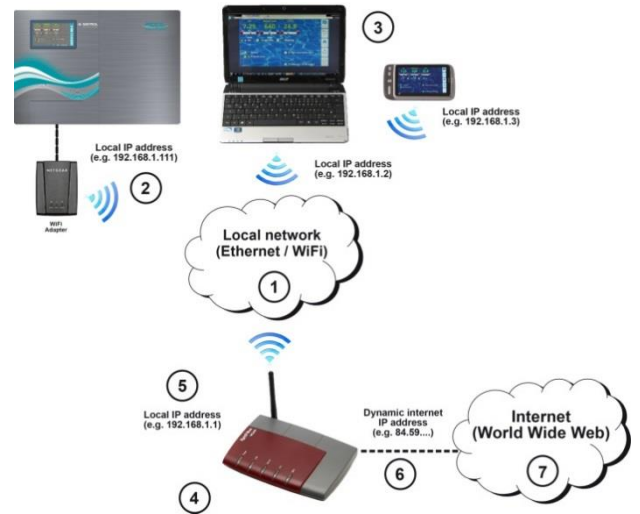 3
Local IP address
(e.g. 192.168.1.3)
Local IP address
(e.g. 192.168.1.111)
Local IP address
(e.g. 192.168.1.2)
2
NETGEAR
WiFi
Adapter
Local network
(Ethernet / WiFi)
1
5
Local IP address
(e.g. 192.168.1.1)
Dynamic internet
IP address
(e.g. 84.59....)
Internet
(World Wide Web)
6
7
4